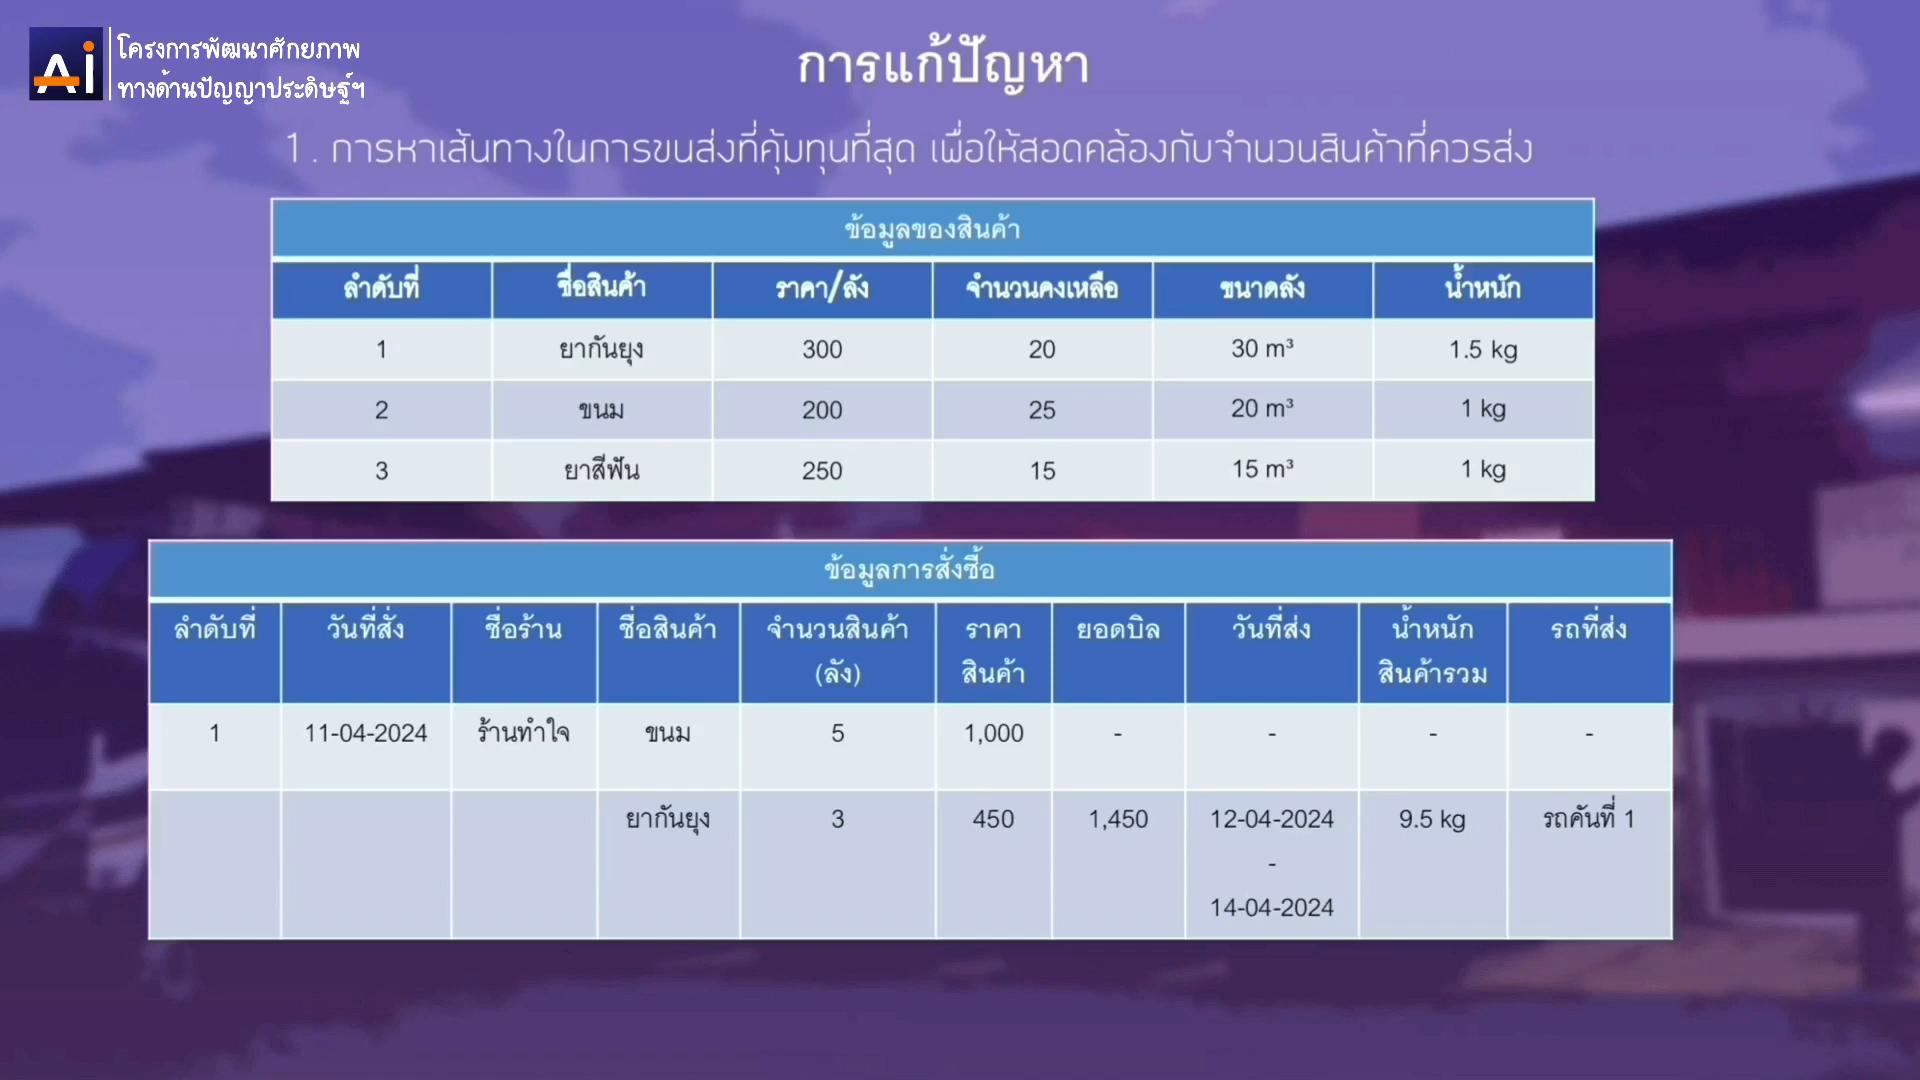 โครงการพัฒนาศักยภาพ
ทางด้านปัญญาประดิษฐ์ฯ
การแก้ปัญหา
1. การหาเส้นทางในการขนส่งที่คุ้มทุนที่สุด เพื่อให้สอดคล้องกับจำนวนสินค้าที่ควรส่ง
ข้อมูลของสินค้า
ลำดับที่ ชื่อสินค้า ราคา/ลัง จำนวนคงเหลือ ขนาดลัง น้ำหนัก
1 ยากันยุง 300 20 30 m³ 1.5 kg
2 ขนม 200 25 20 m³ 1 kg
3 ยาสีฟัน 250 15 15 m³ 1 kg
ข้อมูลการสั่งซื้อ
ลำดับที่ วันที่สั่ง ชื่อร้าน ชื่อสินค้า จำนวนสินค้า ราคา ยอดบิล วันที่ส่ง น้ำหนัก รถที่ส่ง
(ลัง) สินค้า สินค้ารวม
1 11-04-2024 ร้านทำใจ ขนม 5 1,000 - - - -
ยากันยุง 3 450 1,450 12-04-2024 9.5 kg รถคันที่ 1
-
14-04-2024